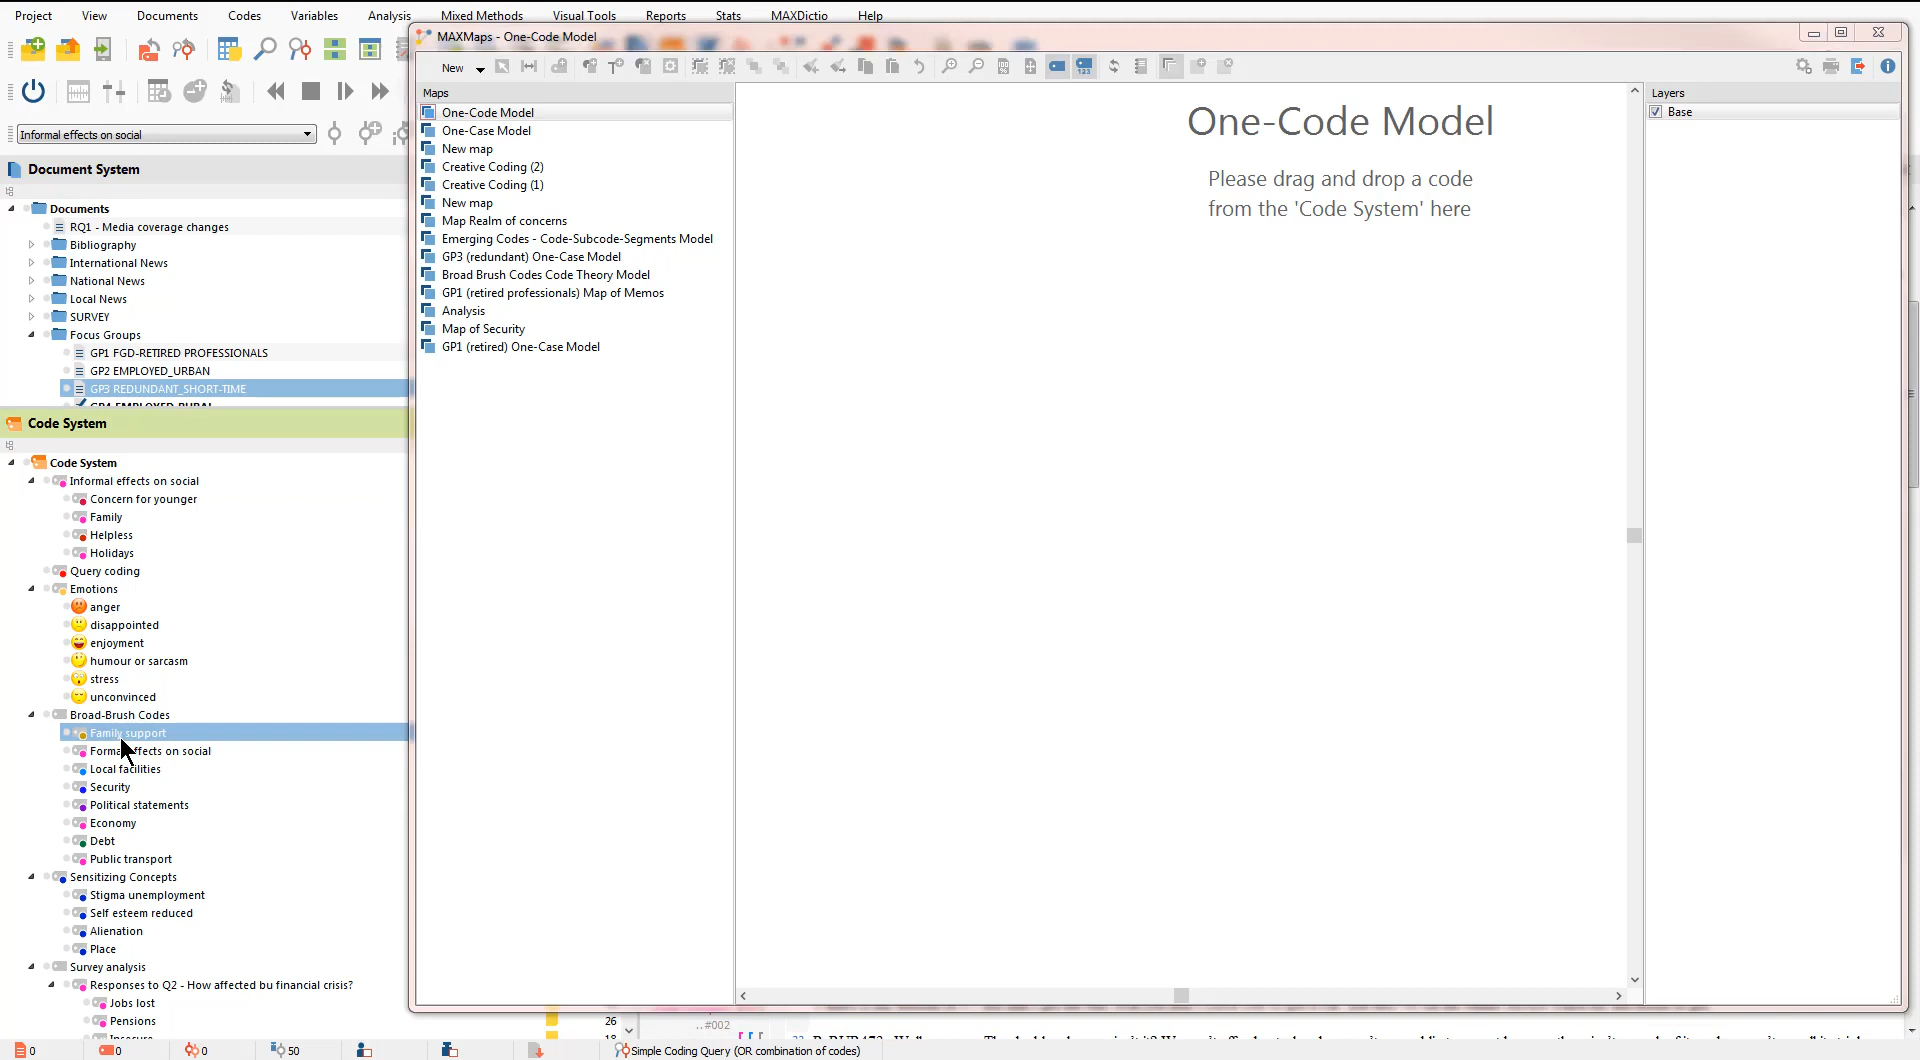 Project View Documents Codes Variables Analysis Mixed Methods Visual Tools Reports Stats MAXDictio Help
MAXMaps - One-Code Model
New
Informal effects on social
Document System
Documents
RQ1 - Media coverage changes
Bibliography
International News
National News
Local News
SURVEY
Focus Groups
GP1 FGD-RETIRED PROFESSIONALS
GP2 EMPLOYED_URBAN
GP3 REDUNDANT_SHORT-TIME
GP4 EMPLOYED_RURAL
Code System
Code System
Informal effects on social
Concern for younger
Family
Helpless
Holidays
Query coding
Emotions
anger
disappointed
enjoyment
humour or sarcasm
stress
unconvinced
Broad-Brush Codes
Family support
effects on social
Local facilities
Security
Political statements
Economy
Debt
Public transport
Sensitizing Concepts
Stigma unemployment
Self esteem reduced
Alienation
Place
Survey analysis
Responses to Q2 - How affected bu financial crisis?
Jobs lost
Pensions
Maps
One-Code Model
One-Case Model
New map
Creative Coding (2)
Creative Coding (1)
New map
Map Realm of concerns
Emerging Codes - Code-Subcode-Segments Model
GP3 (redundant) One-Case Model
Broad Brush Codes Code Theory Model
GP1 (retired professionals) Map of Memos
Analysis
Map of Security
GP1 (retired) One-Case Model
One-Code Model
Please drag and drop a code
from the 'Code System' here
Layers
Base
26
..#002
0 0 0 50
Simple Coding Query (OR combination of codes)